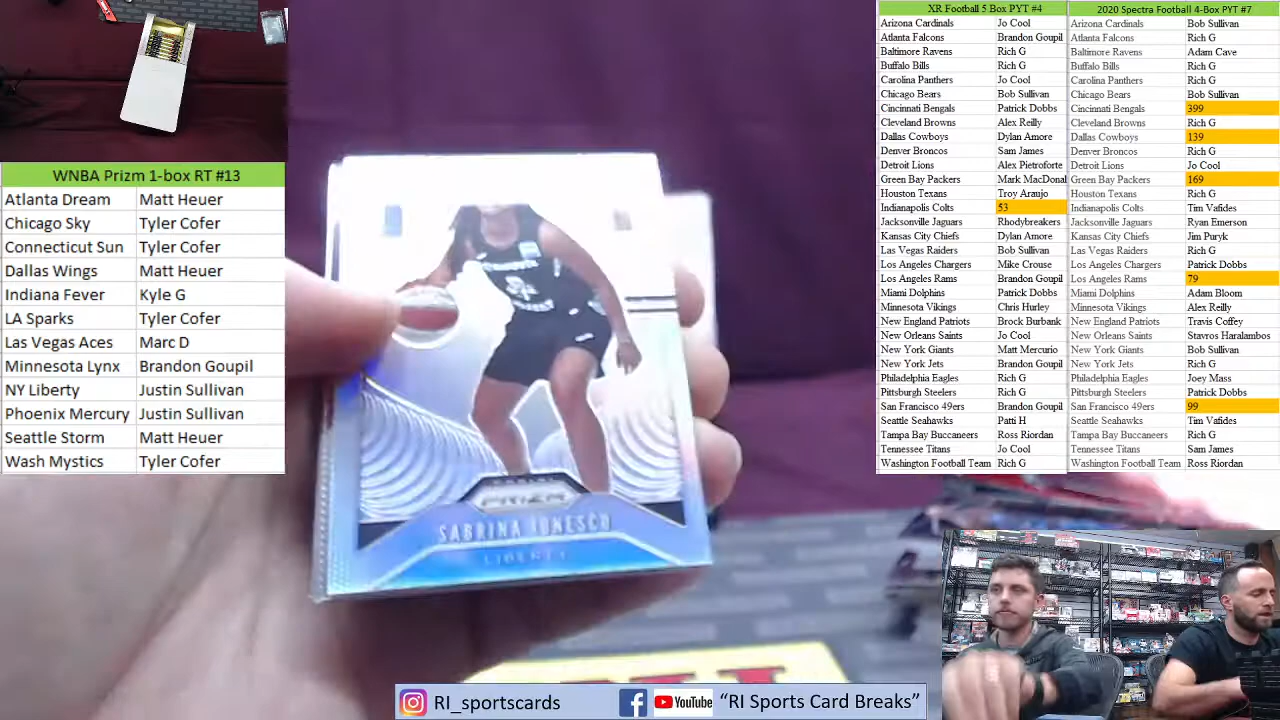 WNBA Prizm 1-box RT #13
Atlanta Dream Matt Heuer
Chicago Sky Tyler Cofer
Connecticut Sun Tyler Cofer
Dallas Wings Matt Heuer
Indiana Fever Kyle G
LA Sparks Tyler Cofer
Las Vegas Aces Marc D
Minnesota Lynx Brandon Goupil
NY Liberty Justin Sullivan
Phoenix Mercury Justin Sullivan
Seattle Storm Matt Heuer
Wash Mystics Tyler Cofer
PRIZM
SABRINA IONESCU
LIBERTY
XR Football 5 Box PYT #4
Arizona Cardinals Jo Cool
Atlanta Falcons Brandon Goupil
Baltimore Ravens Rich G
Buffalo Bills Rich G
Carolina Panthers Jo Cool
Chicago Bears Bob Sullivan
Cincinnati Bengals Patrick Dobbs
Cleveland Browns Alex Reilly
Dallas Cowboys Dylan Amore
Denver Broncos Sam James
Detroit Lions Alex Pietroforte
Green Bay Packers Mark MacDonal
Houston Texans Troy Araujo
Indianapolis Colts 53
Jacksonville Jaguars Rhodybreakers
Kansas City Chiefs Dylan Amore
Las Vegas Raiders Bob Sullivan
Los Angeles Chargers Mike Crouse
Los Angeles Rams Brandon Goupil
Miami Dolphins Patrick Dobbs
Minnesota Vikings Chris Hurley
New England Patriots Brock Burbank
New Orleans Saints Jo Cool
New York Giants Matt Mercurio
New York Jets Brandon Goupil
Philadelphia Eagles Rich G
Pittsburgh Steelers Rich G
San Francisco 49ers Brandon Goupil
Seattle Seahawks Patti H
Tampa Bay Buccaneers Ross Riordan
Tennessee Titans Jo Cool
Washington Football Team Rich G
2020 Spectra Football 4-Box PYT #7
Arizona Cardinals Bob Sullivan
Atlanta Falcons Rich G
Baltimore Ravens Adam Cave
Buffalo Bills Rich G
Carolina Panthers Rich G
Chicago Bears Bob Sullivan
Cincinnati Bengals 399
Cleveland Browns Rich G
Dallas Cowboys 139
Denver Broncos Rich G
Detroit Lions Jo Cool
Green Bay Packers 169
Houston Texans Rich G
Indianapolis Colts Tim Vafides
Jacksonville Jaguars Ryan Emerson
Kansas City Chiefs Jim Puryk
Las Vegas Raiders Rich G
Los Angeles Chargers Patrick Dobbs
Los Angeles Rams 79
Miami Dolphins Adam Bloom
Minnesota Vikings Alex Reilly
New England Patriots Travis Coffey
New Orleans Saints Stavros Haralambos
New York Giants Bob Sullivan
New York Jets Rich G
Philadelphia Eagles Joey Mass
Pittsburgh Steelers Patrick Dobbs
San Francisco 49ers 99
Seattle Seahawks Tim Vafides
Tampa Bay Buccaneers Rich G
Tennessee Titans Sam James
Washington Football Team Ross Riordan
RI_sportscards YouTube "RI Sports Card Breaks"